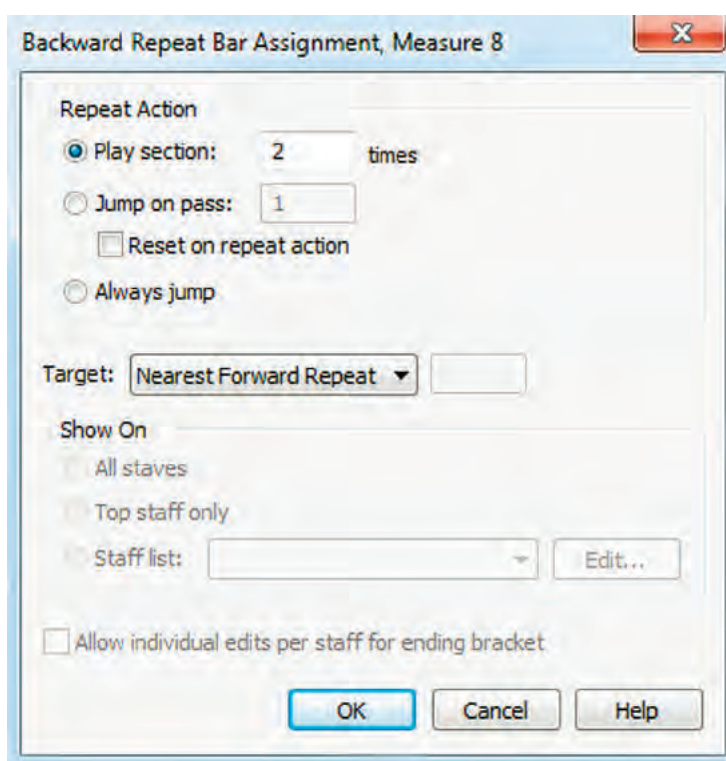 Backward Repeat Bar Assignment, Measure 8
Repeat Action
Play section: 2 times
Jump on pass: 1
Reset on repeat action
Always jump
Target: Nearest Forward Repeat
Show On
All staves
Top staff only
Staff list: Edit...
Allow individual edits per staff for ending bracket
OK Cancel Help